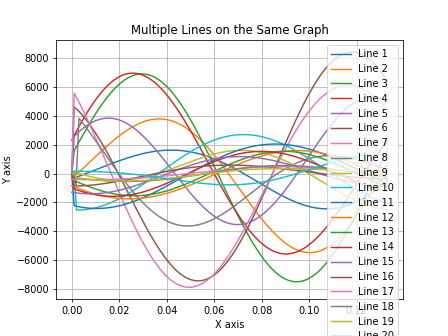 Multiple Lines on the Same Graph
Y axis
8000
6000
4000
2000
0
−2000
−4000
−6000
−8000
0.00
0.02
0.04
0.06
0.08
0.10
X axis
Line 1
Line 2
Line 3
Line 4
Line 5
Line 6
Line 7
Line 8
Line 9
Line 10
Line 11
Line 12
Line 13
Line 14
Line 15
Line 16
Line 17
Line 18
Line 19
Line 20